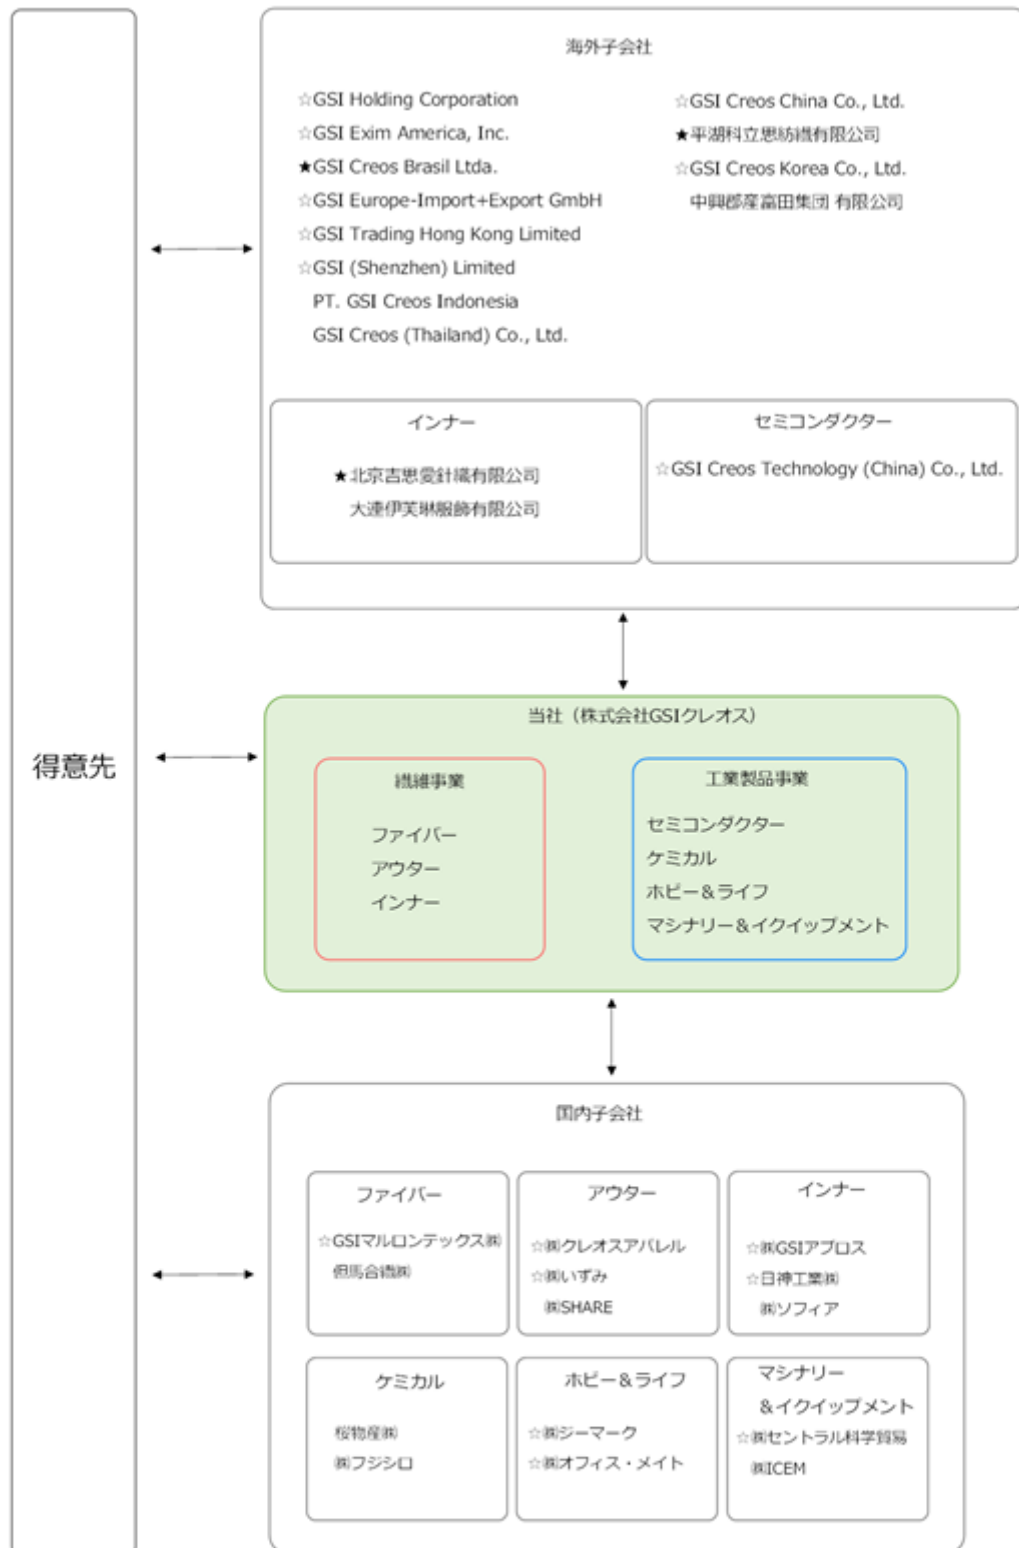 得意先
海外子会社
☆GSI Holding Corporation
☆GSI Exim America, Inc.
★GSI Creos Brasil Ltda.
☆GSI Europe-Import+Export GmbH
☆GSI Trading Hong Kong Limited
☆GSI (Shenzhen) Limited
PT. GSI Creos Indonesia
GSI Creos (Thailand) Co., Ltd.
☆GSI Creos China Co., Ltd.
★平湖科立思紡織有限公司
☆GSI Creos Korea Co., Ltd.
中興郡産富田集団 有限公司
インナー
★北京吉思愛針織有限公司
大連伊芙琳服飾有限公司
セミコンダクター
☆GSI Creos Technology (China) Co., Ltd.
当社（株式会社GSIクレオス）
繊維事業
ファイバー
アウター
インナー
工業製品事業
セミコンダクター
ケミカル
ホビー＆ライフ
マシナリー＆イクイップメント
国内子会社
ファイバー
☆GSIマルロンテックス㈱
但馬合繊㈱
アウター
☆㈱クレオスアパレル
☆㈱いずみ
㈱SHARE
インナー
☆㈱GSIアブロス
☆日神工業㈱
㈱ソフィア
ケミカル
桜物産㈱
㈱フジシロ
ホビー＆ライフ
☆㈱ジーマーク
☆㈱オフィス・メイト
マシナリー
＆イクイップメント
☆㈱セントラル科学貿易
㈱ICEM